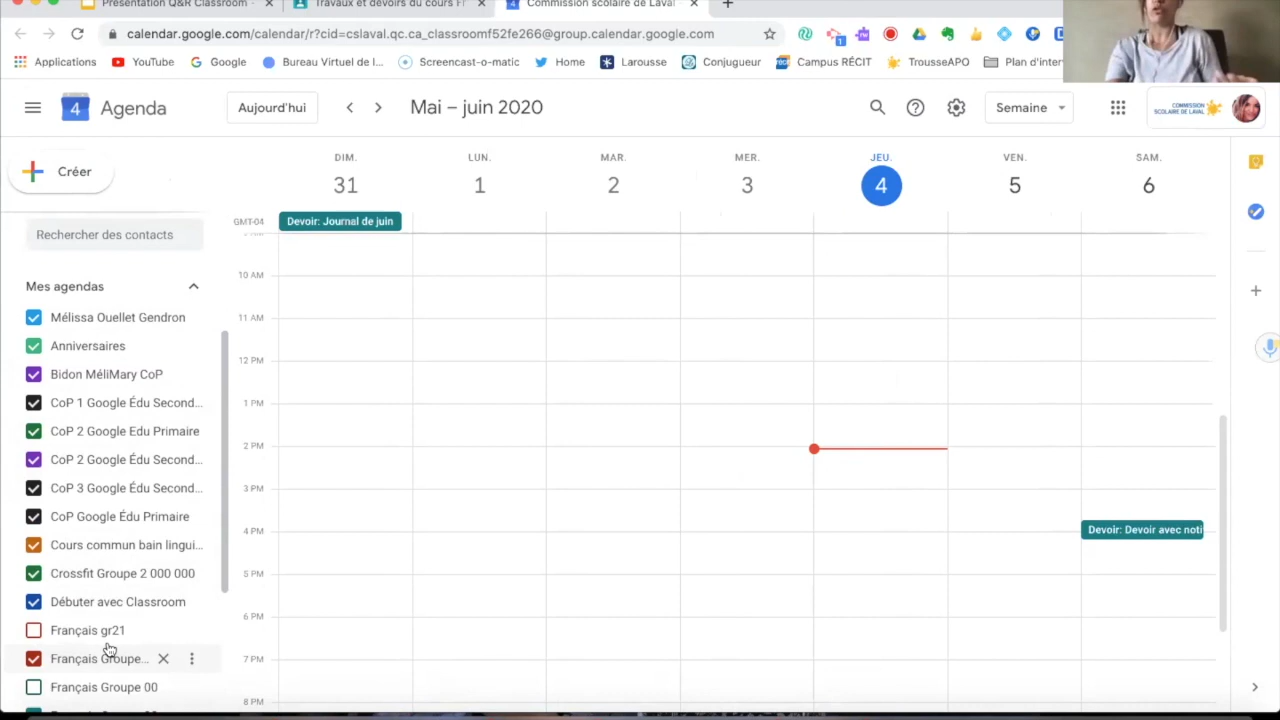 Présentation Q&R Classroom -
Travaux et devoirs du cours Fr
Commission scolaire de Laval
calendar.google.com/calendar/r?cid=cslaval.qc.ca_classroomf52fe266@group.calendar.google.com
Applications YouTube Google Bureau Virtuel de l... Screencast-o-matic Home Larousse Conjugueur Campus RÉCIT TrousseAPO Plan d'inter
4 Agenda Aujourd'hui Mai – juin 2020 Semaine COMMISSION SCOLAIRE DE LAVAL
Créer
DIM. LUN. MAR. MER. JEU. VEN. SAM.
31 1 2 3 4 5 6
GMT-04 Devoir: Journal de juin
Rechercher des contacts
Mes agendas
Mélissa Ouellet Gendron
Anniversaires
Bidon MéliMary CoP
CoP 1 Google Édu Second...
CoP 2 Google Edu Primaire
CoP 2 Google Édu Second...
CoP 3 Google Édu Second...
CoP Google Édu Primaire
Cours commun bain lingui...
Crossfit Groupe 2 000 000
Débuter avec Classroom
Français gr21
Français Groupe...
Français Groupe 00
10 AM
11 AM
12 PM
1 PM
2 PM
3 PM
4 PM
5 PM
6 PM
7 PM
8 PM
Devoir: Devoir avec noti